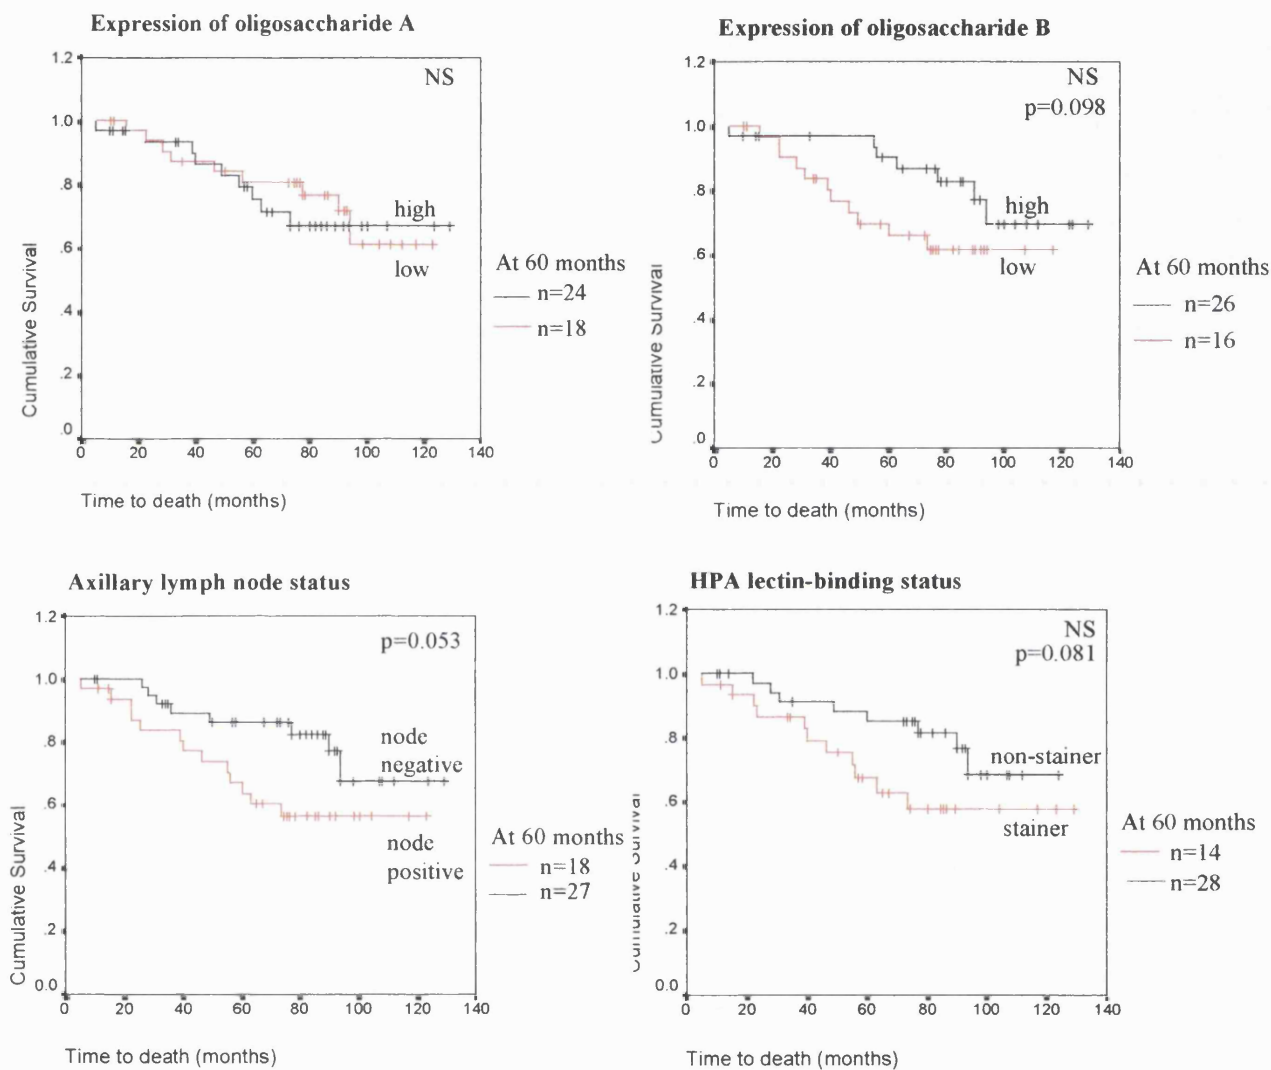 Expression of oligosaccharide A
1.2
1.0
.8
.6
.4
.2
.0
NS
high
low
Cumulative Survival
0 20 40 60 80 100 120 140
Time to death (months)
At 60 months
n=24
n=18
Expression of oligosaccharide B
1.2
1.0
.8
.6
.4
.2
.0
NS
p=0.098
high
low
Cumulative Survival
0 20 40 60 80 100 120 140
Time to death (months)
At 60 months
n=26
n=16
Axillary lymph node status
1.2
1.0
.8
.6
.4
.2
0.0
p=0.053
node
negative
node
positive
Cumulative Survival
0 20 40 60 80 100 120 140
Time to death (months)
At 60 months
n=18
n=27
HPA lectin-binding status
1.2
1.0
.8
.6
.4
.2
0.0
NS
p=0.081
non-stainer
stainer
Cumulative Survival
0 20 40 60 80 100 120 140
Time to death (months)
At 60 months
n=14
n=28